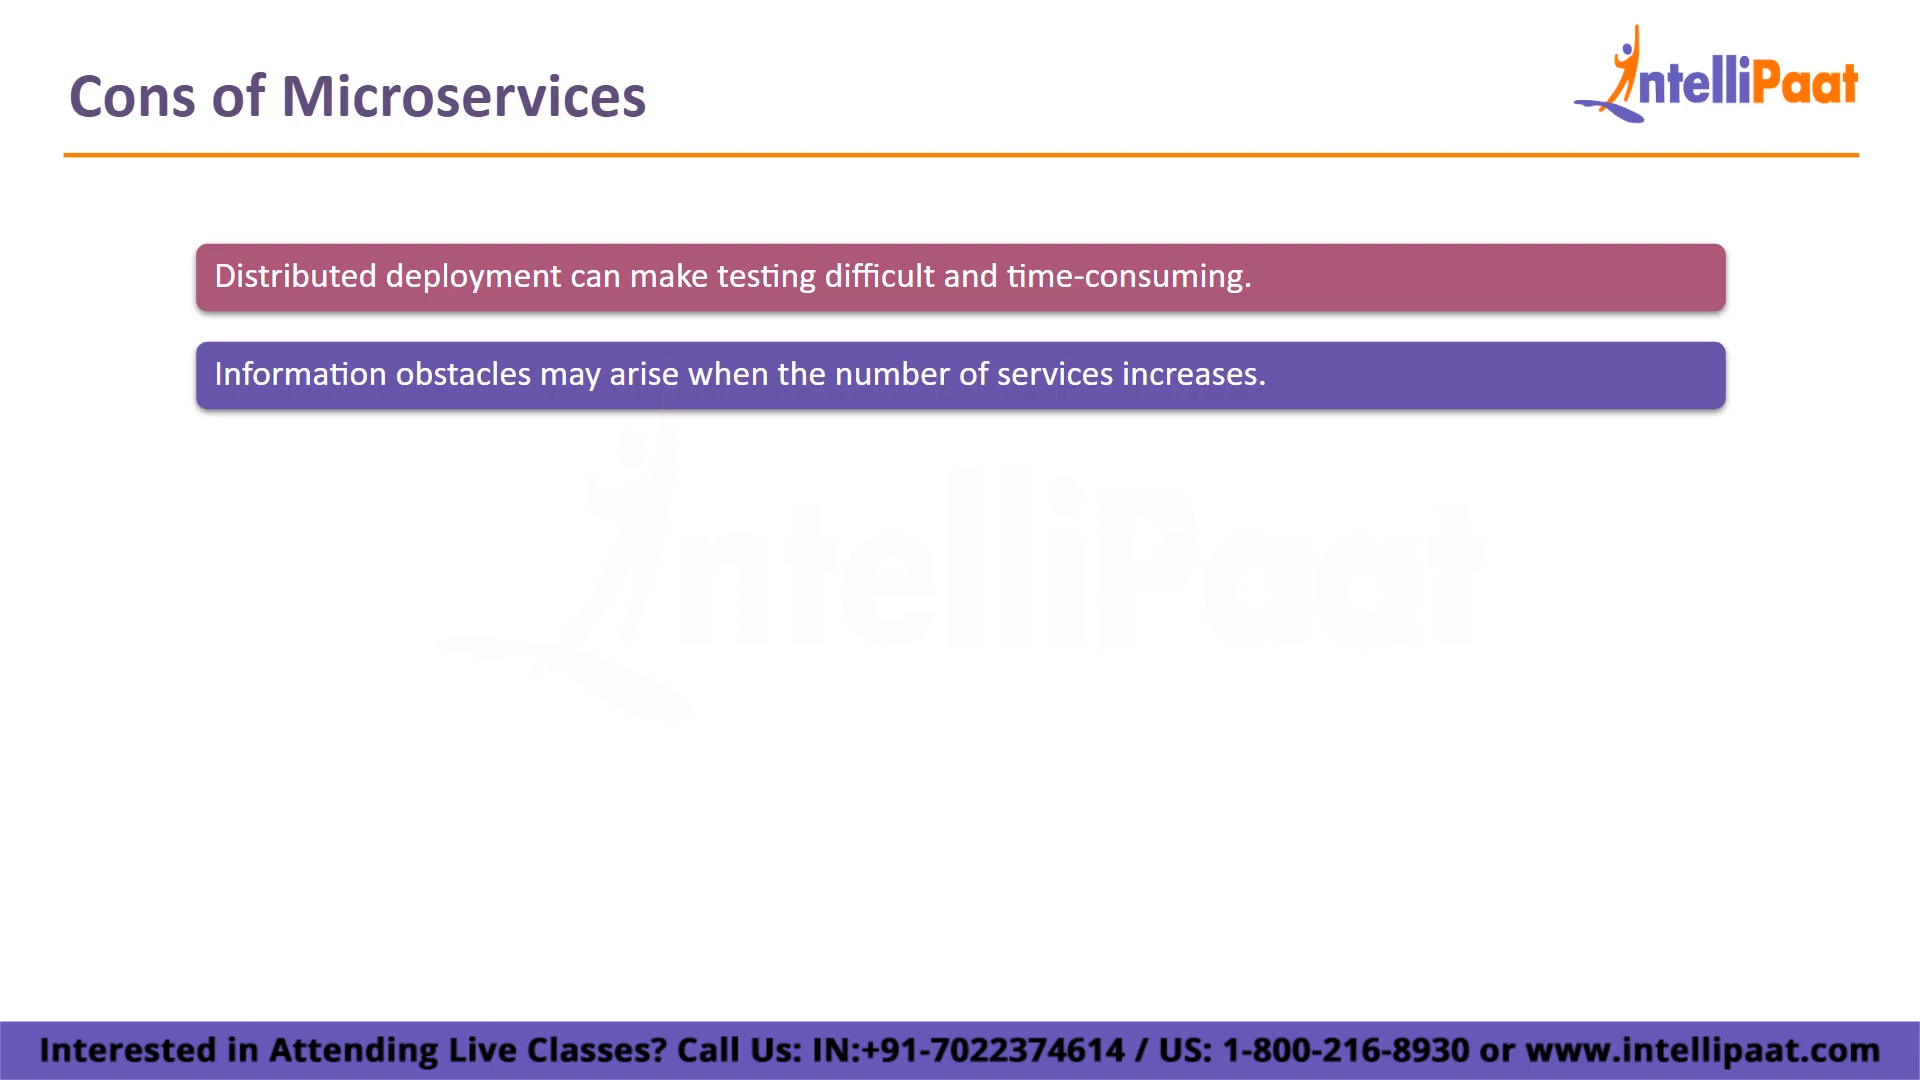 Cons of Microservices
IntelliPaat
Distributed deployment can make testing difficult and time-consuming.
Information obstacles may arise when the number of services increases.
IntelliPaat
Interested in Attending Live Classes? Call Us: IN:+91-7022374614 / US: 1-800-216-8930 or www.intellipaat.com